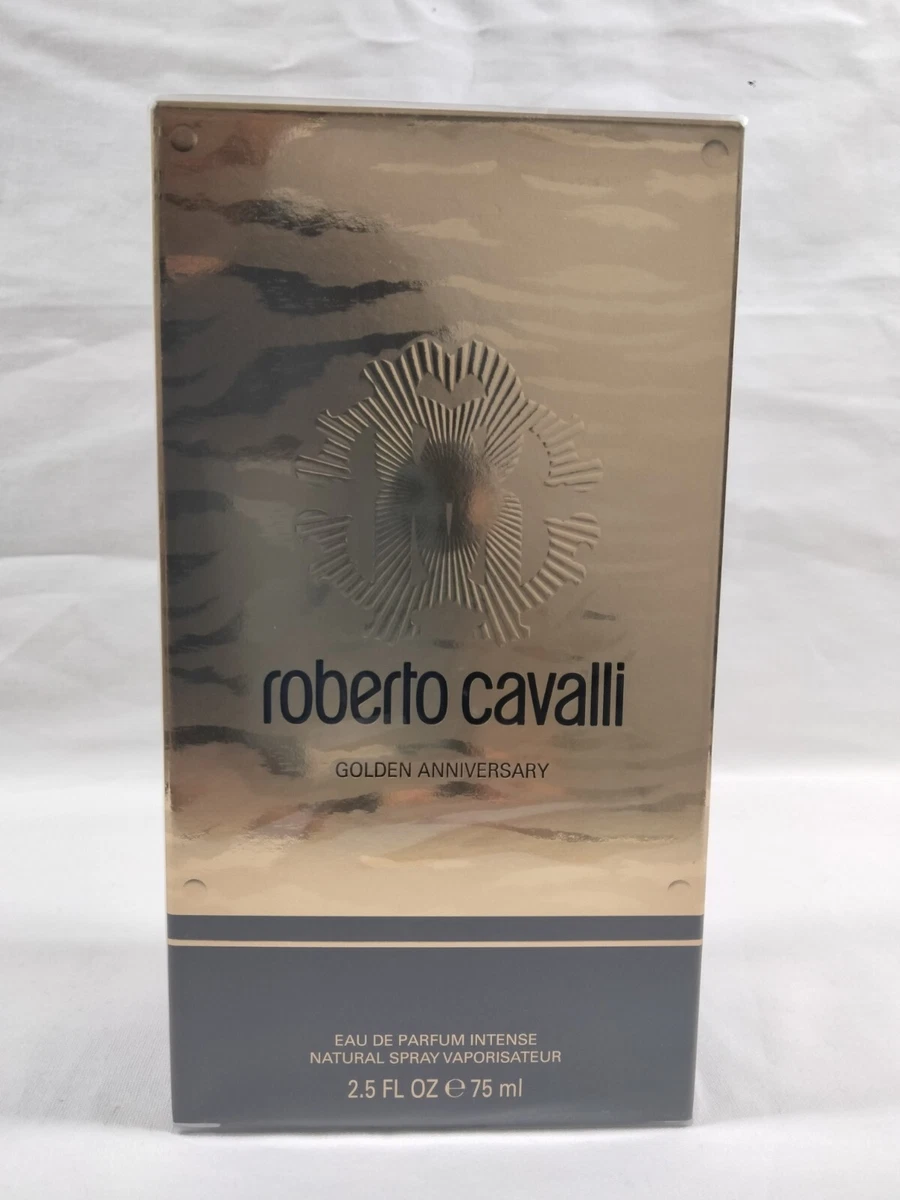 roberto cavalli
GOLDEN ANNIVERSARY
EAU DE PARFUM INTENSE
NATURAL SPRAY VAPORISATEUR
2.5 FL OZ ℮ 75 ml